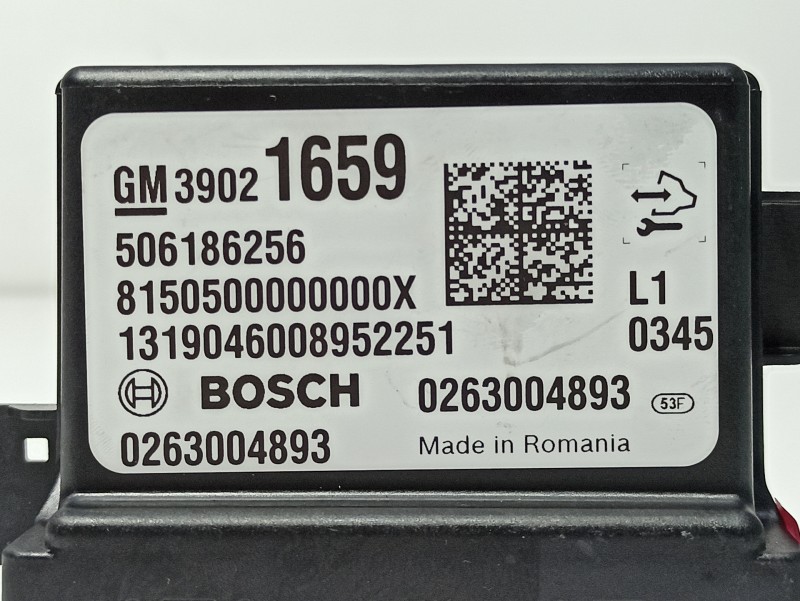 GM 3902 1659
506186256
8150500000000X
L1
1319046008952251
0345
BOSCH 0263004893 53F
0263004893 Made in Romania